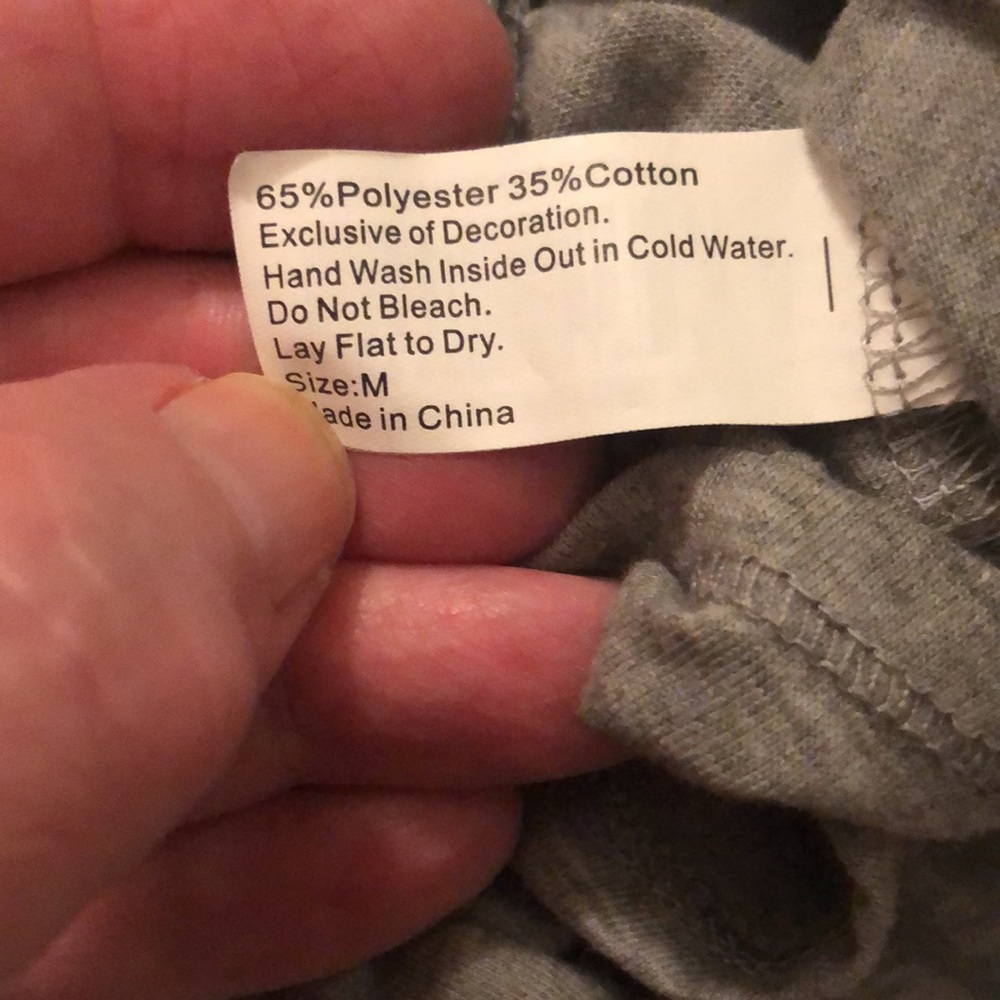 65%Polyester 35%Cotton
Exclusive of Decoration.
Hand Wash Inside Out in Cold Water.
Do Not Bleach.
Lay Flat to Dry.
Size:M
ade in China